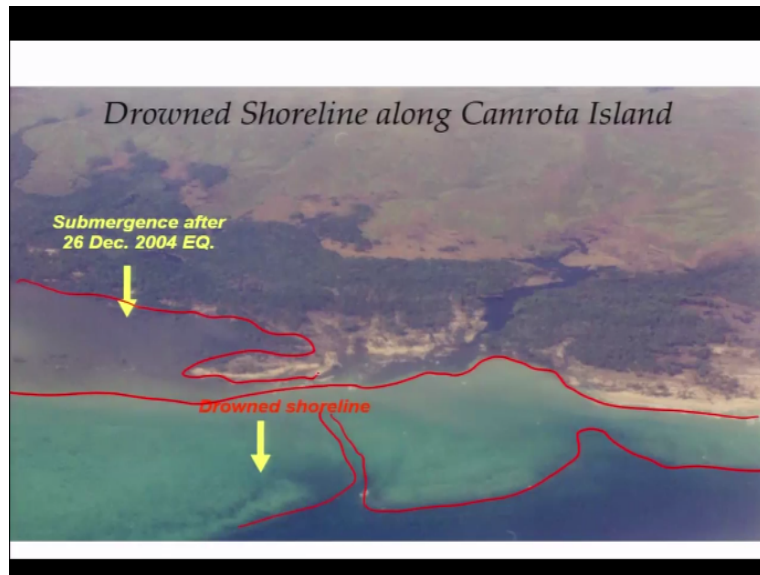 Drowned Shoreline along Camrota Island
Submergence after
26 Dec. 2004 EQ.
Drowned shoreline